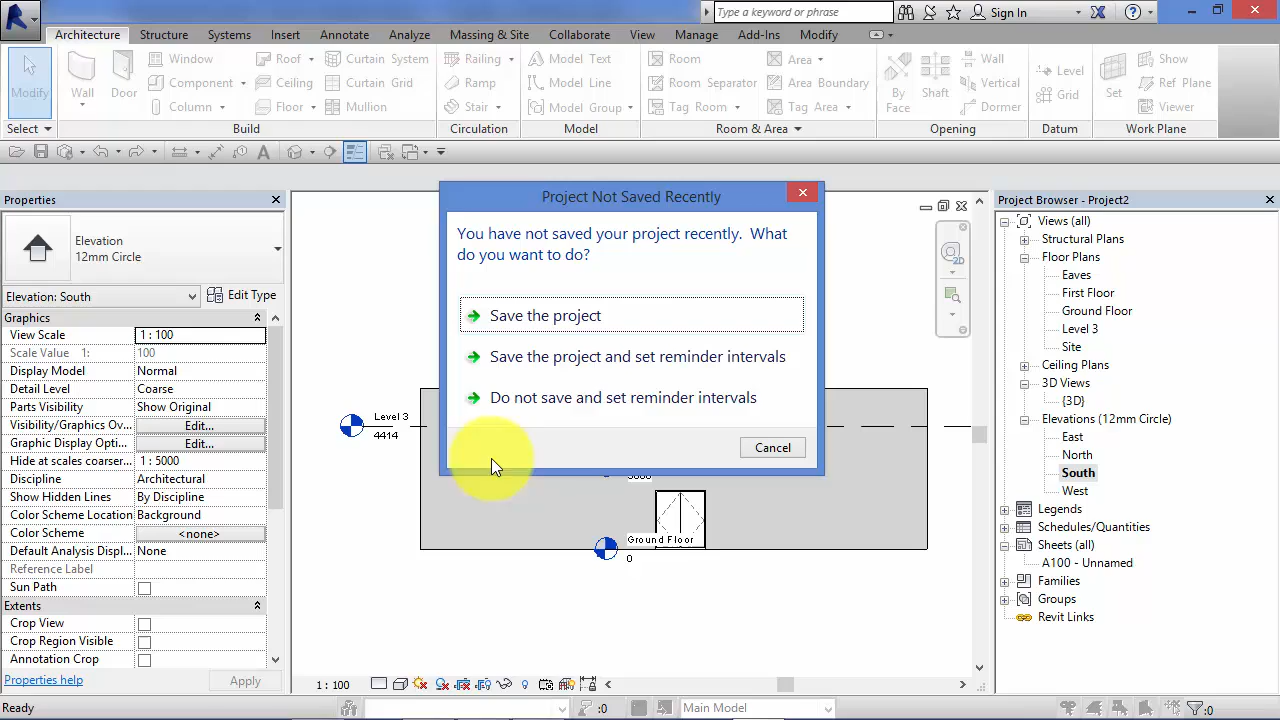 Type a keyword or phrase
Sign In
Architecture Structure Systems Insert Annotate Analyze Massing & Site Collaborate View Manage Add-Ins Modify
Modify
Select
Wall
Door
Window
Component
Column
Roof
Ceiling
Floor
Curtain System
Curtain Grid
Mullion
Build
Railing
Ramp
Stair
Circulation
Model Text
Model Line
Model Group
Model
Room
Room Separator
Tag Room
Area
Area Boundary
Tag Area
Room & Area
By Face
Shaft
Wall
Vertical
Dormer
Opening
Level
Grid
Datum
Set
Show
Ref Plane
Viewer
Work Plane
Properties
Elevation
12mm Circle
Elevation: South
Edit Type
Graphics
View Scale 1 : 100
Scale Value 1: 100
Display Model Normal
Detail Level Coarse
Parts Visibility Show Original
Visibility/Graphics Ov... Edit...
Graphic Display Opti... Edit...
Hide at scales coarser... 1 : 5000
Discipline Architectural
Show Hidden Lines By Discipline
Color Scheme Location Background
Color Scheme <none>
Default Analysis Displ... None
Reference Label
Sun Path
Extents
Crop View
Crop Region Visible
Annotation Crop
Properties help
Apply
Project Not Saved Recently
You have not saved your project recently. What
do you want to do?
Save the project
Save the project and set reminder intervals
Do not save and set reminder intervals
Cancel
Level 3
4414
Ground Floor
0
2D
1 : 100
Project Browser - Project2
Views (all)
Structural Plans
Floor Plans
Eaves
First Floor
Ground Floor
Level 3
Site
Ceiling Plans
3D Views
{3D}
Elevations (12mm Circle)
East
North
South
West
Legends
Schedules/Quantities
Sheets (all)
A100 - Unnamed
Families
Groups
Revit Links
Ready
:0
Main Model
:0